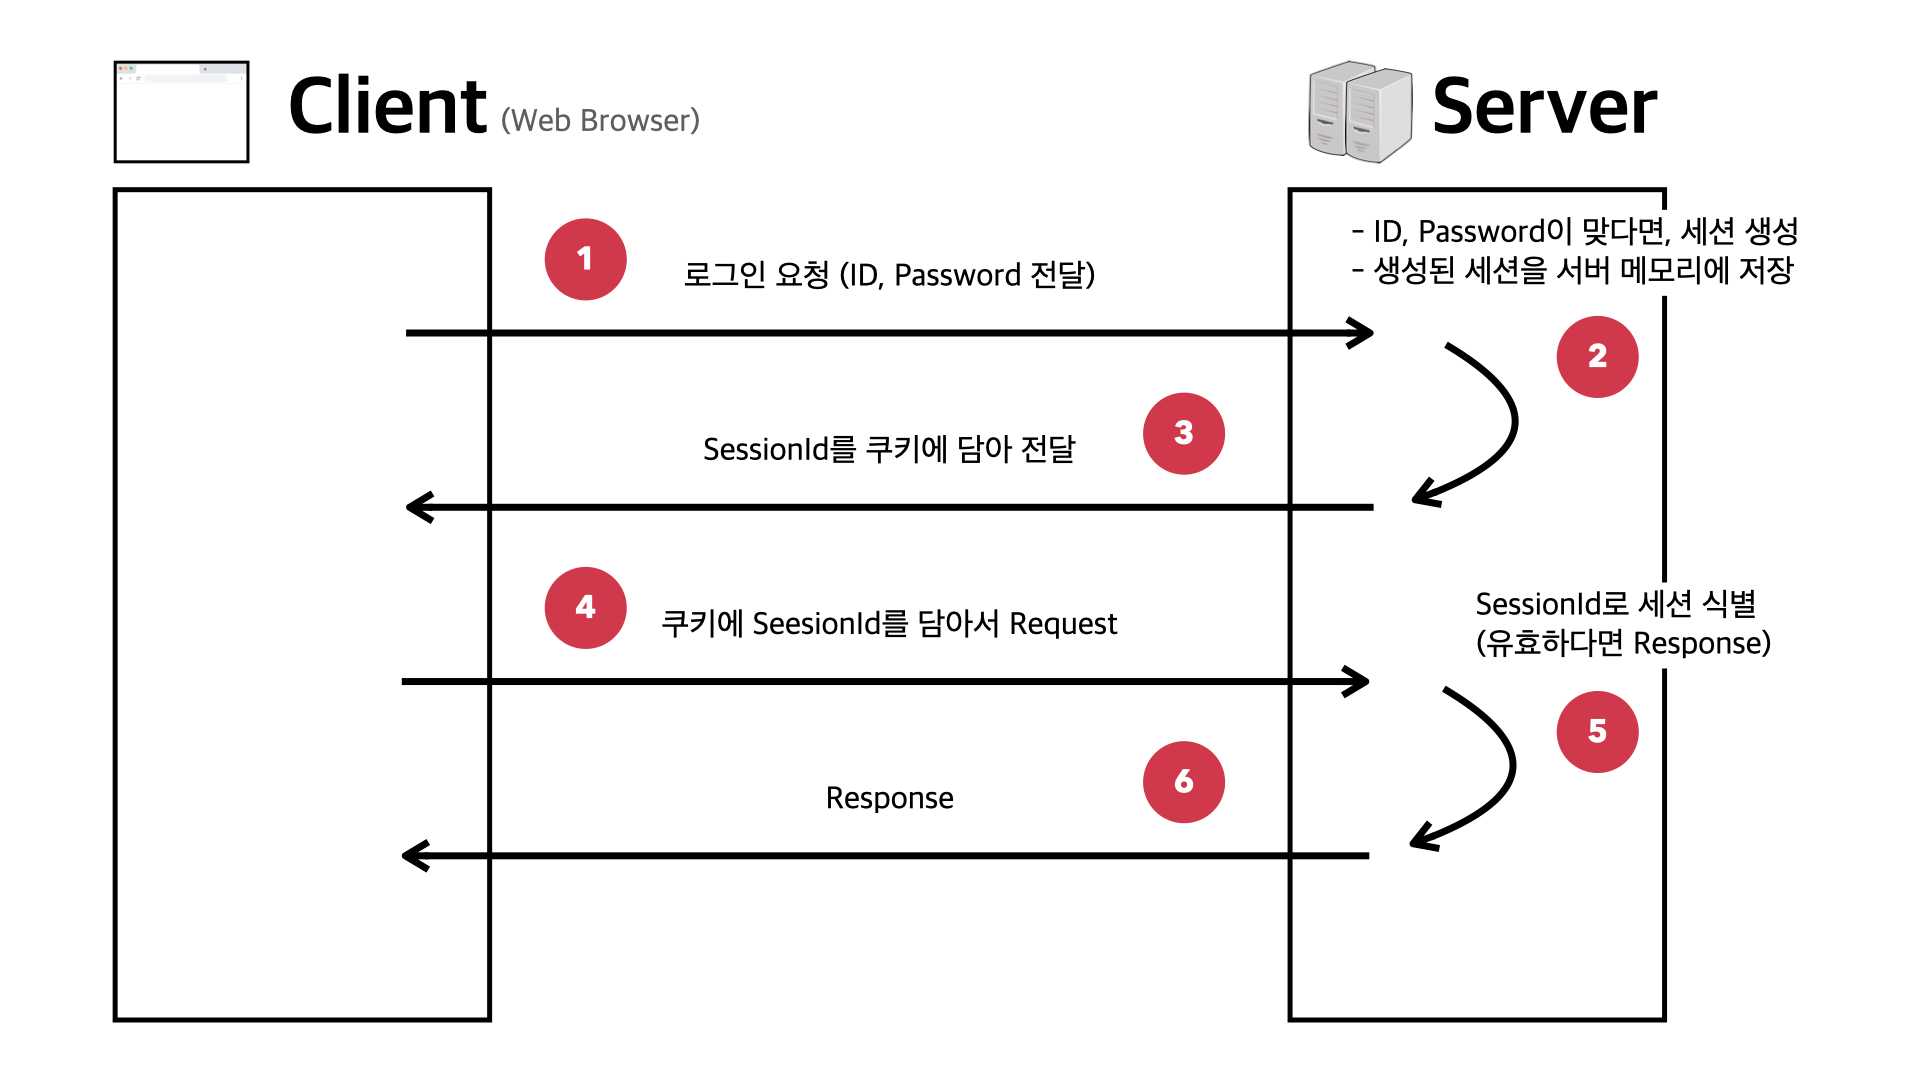 Client (Web Browser)
Server
1
로그인 요청 (ID, Password 전달)
- ID, Password이 맞다면, 세션 생성
- 생성된 세션을 서버 메모리에 저장
2
3
SessionId를 쿠키에 담아 전달
4
쿠키에 SeesionId를 담아서 Request
SessionId로 세션 식별
(유효하다면 Response)
5
6
Response